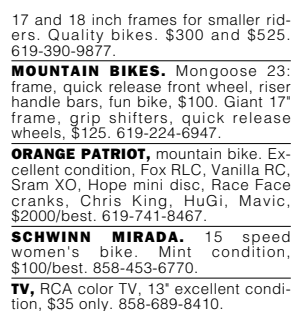 17 and 18 inch frames for smaller rid-
ers. Quality bikes. $300 and $525.
619-390-9877.
MOUNTAIN BIKES. Mongoose 23:
frame, quick release front wheel, riser
handle bars, fun bike, $100. Giant 17"
frame, grip shifters, quick release
wheels, $125. 619-224-6947.
ORANGE PATRIOT, mountain bike. Ex-
cellent condition, Fox RLC, Vanilla RC,
Sram XO, Hope mini disc, Race Face
cranks, Chris King, HuGi, Mavic,
$2000/best. 619-741-8467.
SCHWINN MIRADA. 15 speed
women's bike. Mint condition,
$100/best. 858-453-6770.
TV, RCA color TV, 13" excellent condi-
tion, $35 only. 858-689-8410.